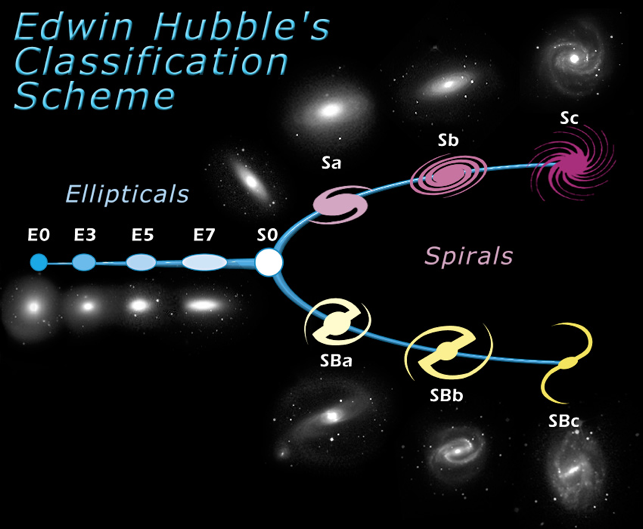 Edwin Hubble's
Classification
Scheme
Sc
Sb
Sa
Ellipticals
E0 E3 E5 E7 S0
Spirals
SBa
SBb
SBc